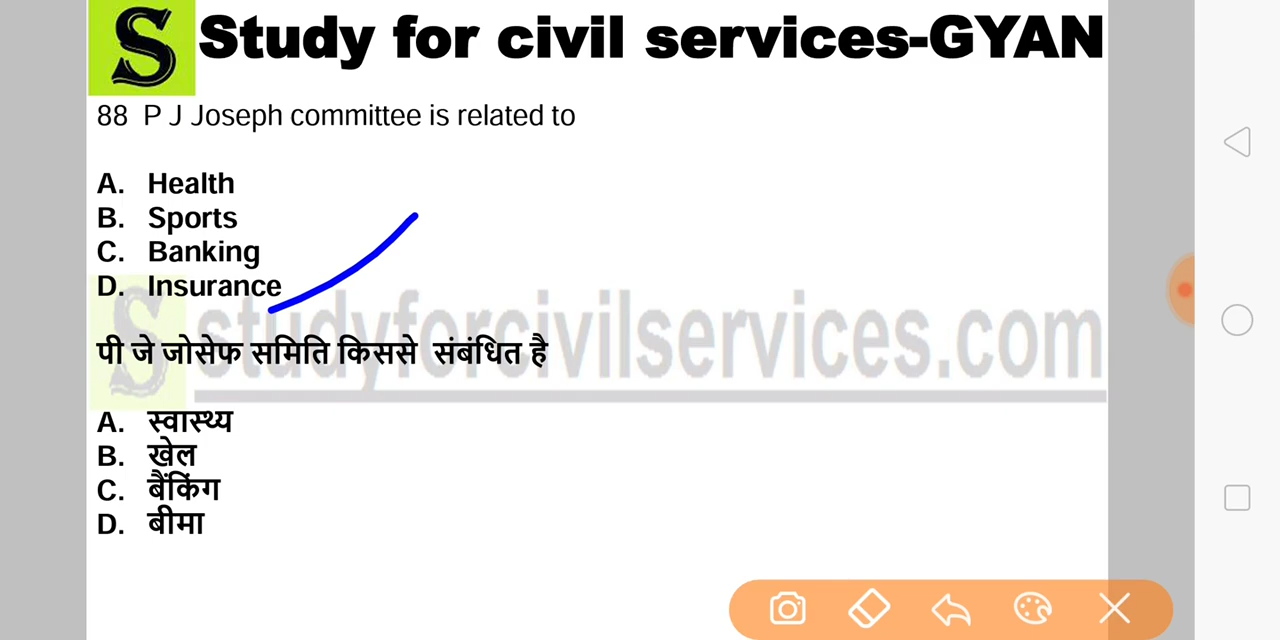 S Study for civil services-GYAN
88 P J Joseph committee is related to
A. Health
B. Sports
C. Banking
D. Insurance
S studyforcivilservices.com
पी जे जोसेफ समिति किससे संबंधित है
A. स्वास्थ्य
B. खेल
C. बैंकिंग
D. बीमा